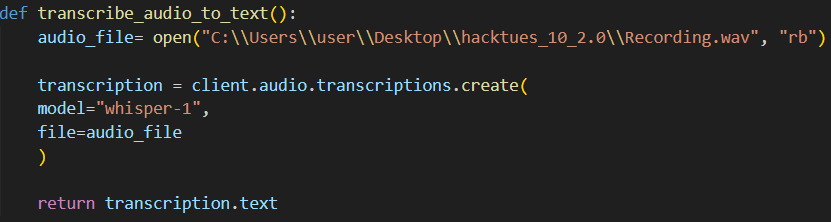 def transcribe_audio_to_text():
    audio_file= open("C:\\Users\\user\\Desktop\\hacktues_10_2.0\\Recording.wav", "rb")

    transcription = client.audio.transcriptions.create(
    model="whisper-1",
    file=audio_file
    )

    return transcription.text